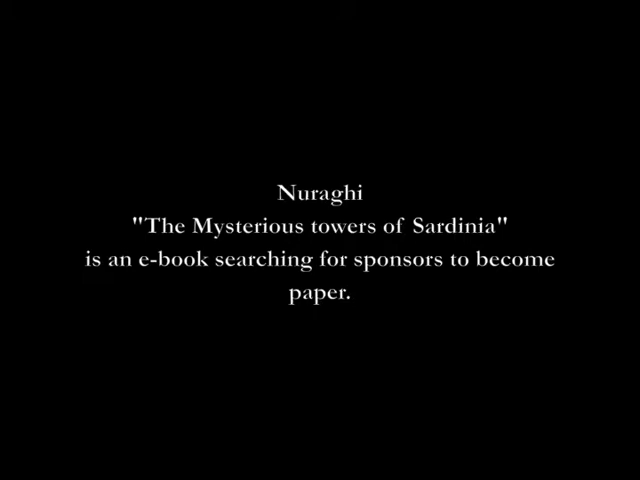 Nuraghi
"The Mysterious towers of Sardinia"
is an e-book searching for sponsors to become
paper.